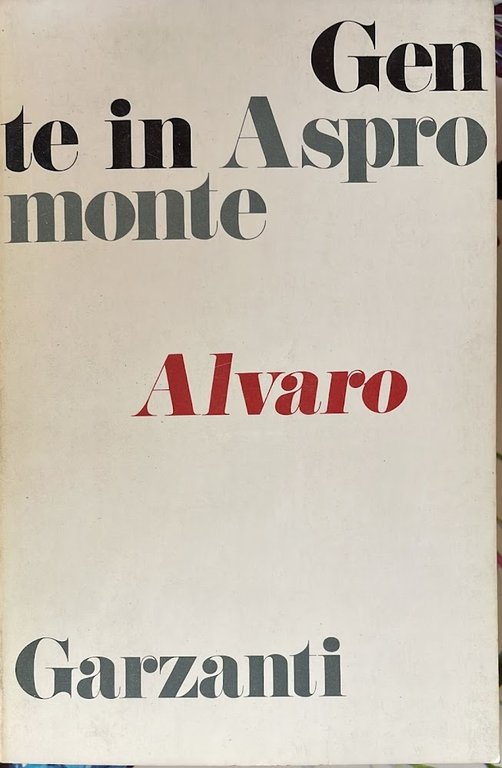 Gen
te in Aspro
monte
Alvaro
Garzanti